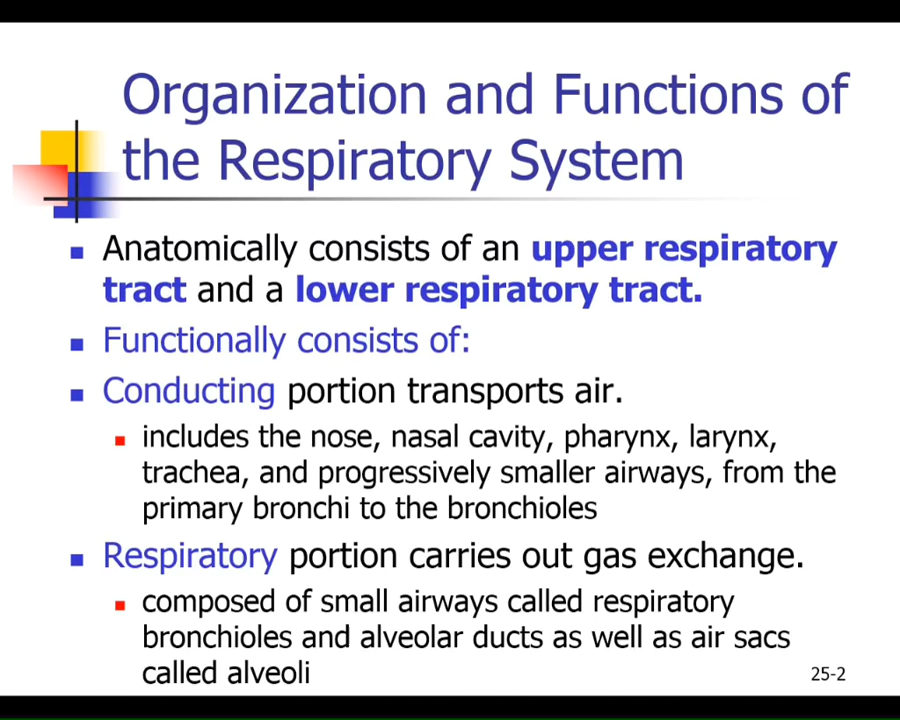 Organization and Functions of
the Respiratory System
Anatomically consists of an upper respiratory
tract and a lower respiratory tract.
Functionally consists of:
Conducting portion transports air.
includes the nose, nasal cavity, pharynx, larynx,
trachea, and progressively smaller airways, from the
primary bronchi to the bronchioles
Respiratory portion carries out gas exchange.
composed of small airways called respiratory
bronchioles and alveolar ducts as well as air sacs
called alveoli
25-2